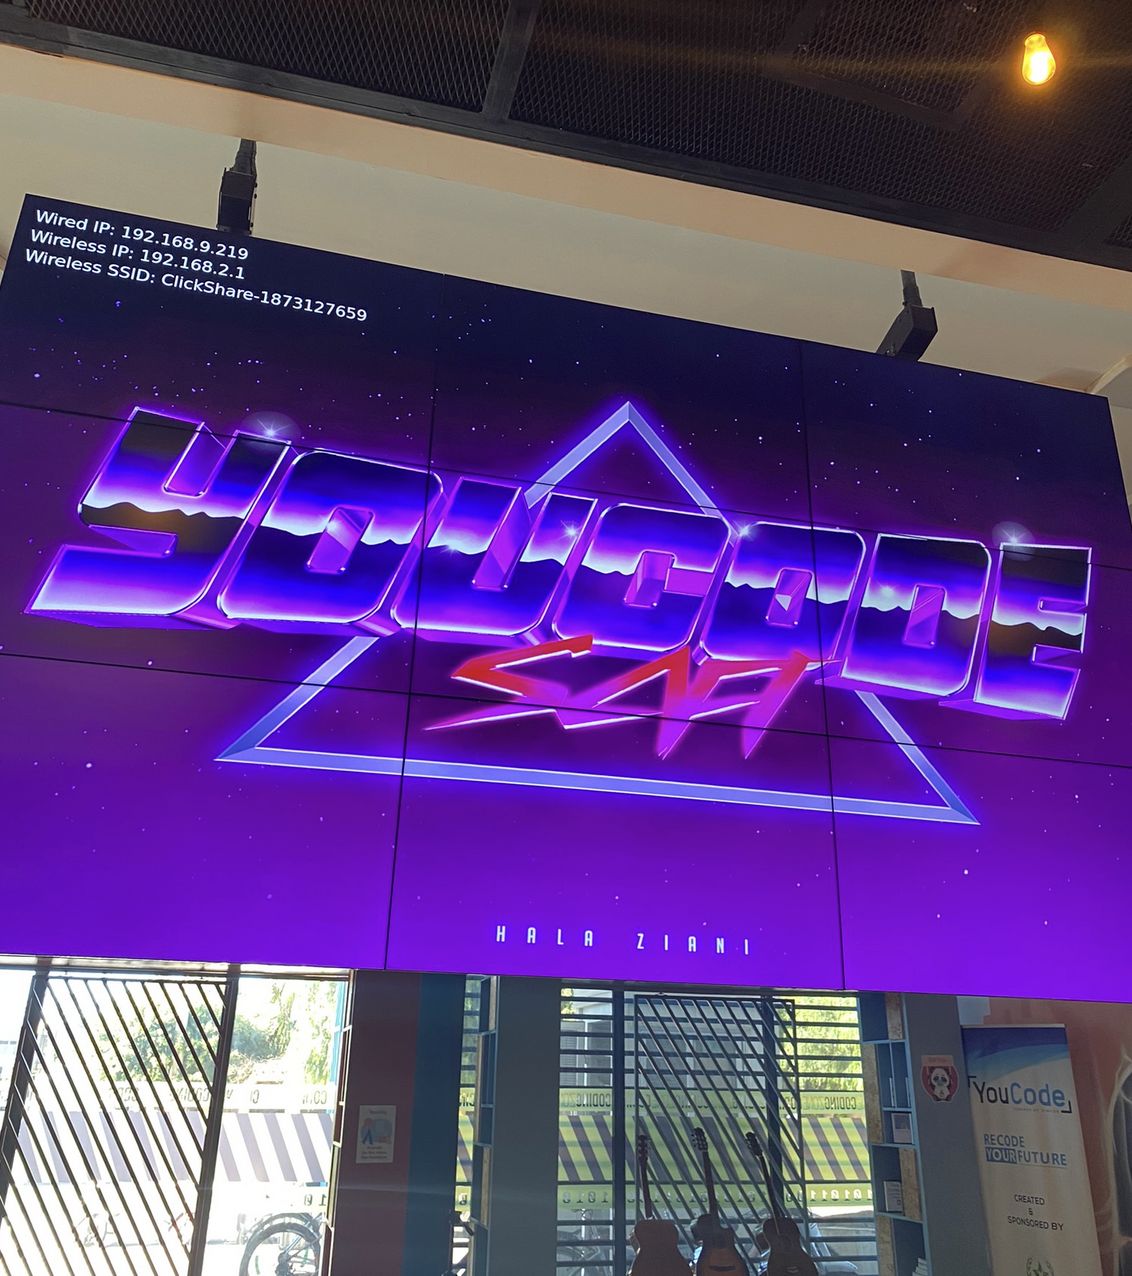 Wired IP: 192.168.9.219
Wireless IP: 192.168.2.1
Wireless SSID: ClickShare-1873127659
YOUCODE
SAFI
HALA ZIANI
CODING
YouCode
RECODE
YOUR FUTURE
CREATED
&
SPONSORED BY